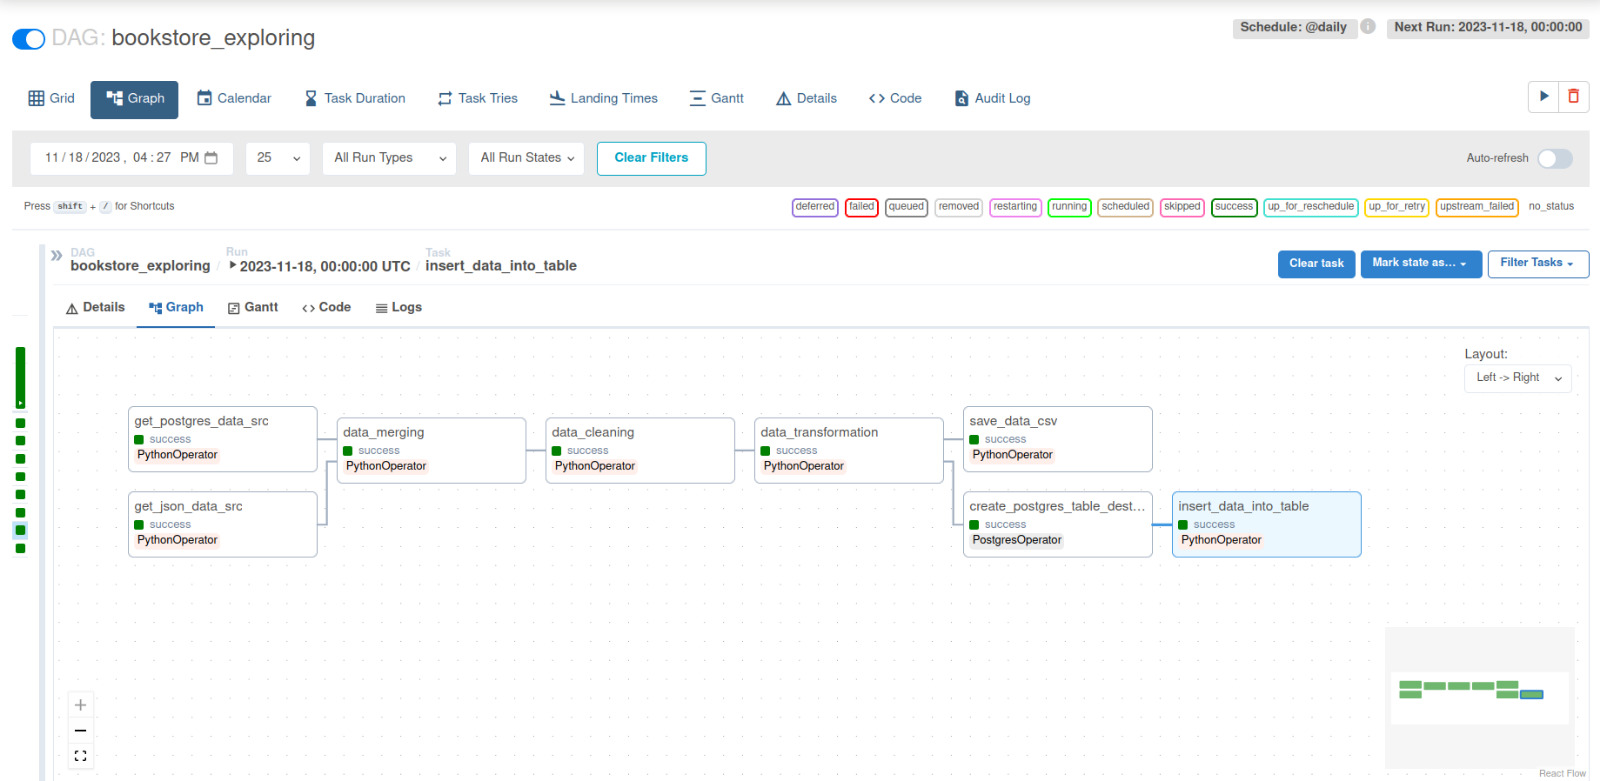 DAG: bookstore_exploring
Schedule: @daily
Next Run: 2023-11-18, 00:00:00
Grid
Graph
Calendar
Task Duration
Task Tries
Landing Times
Gantt
Details
Code
Audit Log
11/18/2023, 04:27 PM
25
All Run Types
All Run States
Clear Filters
Auto-refresh
Press shift + / for Shortcuts
deferred
failed
queued
removed
restarting
running
scheduled
skipped
success
up_for_reschedule
up_for_retry
upstream_failed
no_status
DAG
bookstore_exploring
/
Run
2023-11-18, 00:00:00 UTC
/
Task
insert_data_into_table
Clear task
Mark state as...
Filter Tasks
Details
Graph
Gantt
Code
Logs
Layout:
Left -> Right
get_postgres_data_src
success
PythonOperator
get_json_data_src
success
PythonOperator
data_merging
success
PythonOperator
data_cleaning
success
PythonOperator
data_transformation
success
PythonOperator
save_data_csv
success
PythonOperator
create_postgres_table_dest...
success
PostgresOperator
insert_data_into_table
success
PythonOperator
React Flow